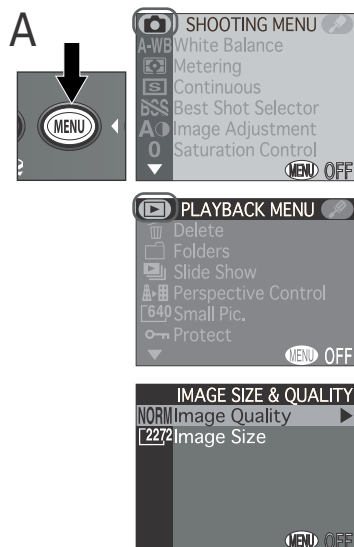 A
MENU
SHOOTING MENU
A-WB White Balance
Metering
S Continuous
BSS Best Shot Selector
A Image Adjustment
0 Saturation Control
MENU OFF
PLAYBACK MENU
Delete
Folders
Slide Show
Perspective Control
640 Small Pic.
Protect
MENU OFF
IMAGE SIZE & QUALITY
NORM Image Quality
2272 Image Size
MENU OFF